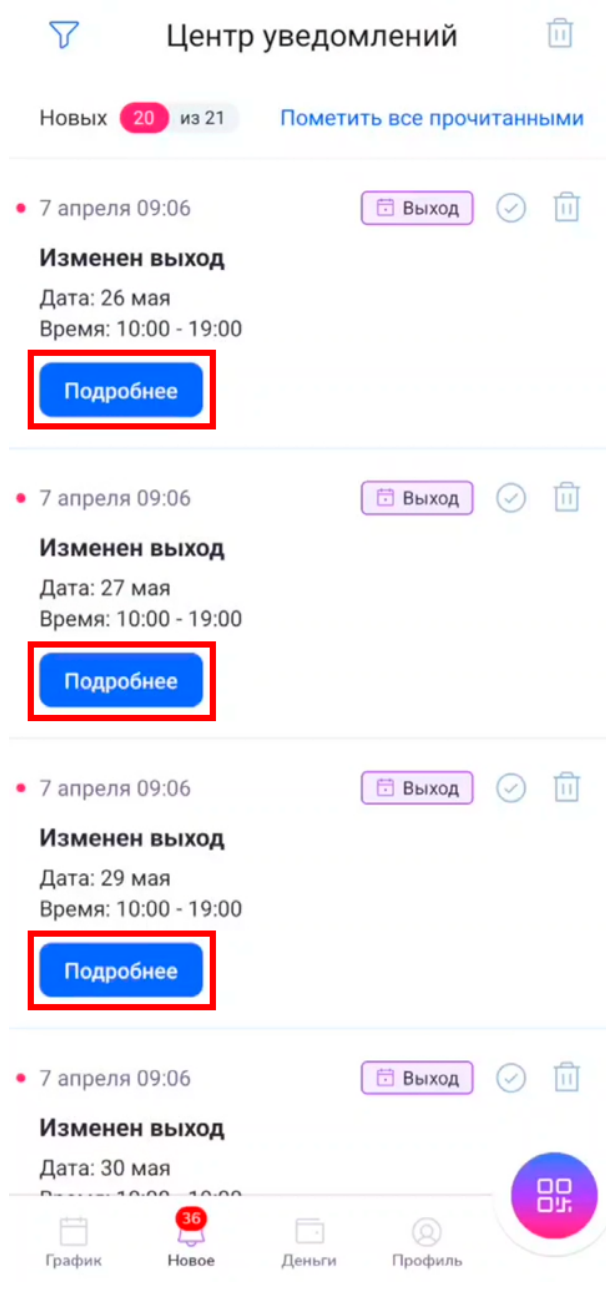 Центр уведомлений
Новых 20 из 21 Пометить все прочитанными
7 апреля 09:06 Выход
Изменен выход
Дата: 26 мая
Время: 10:00 - 19:00
Подробнее
7 апреля 09:06 Выход
Изменен выход
Дата: 27 мая
Время: 10:00 - 19:00
Подробнее
7 апреля 09:06 Выход
Изменен выход
Дата: 29 мая
Время: 10:00 - 19:00
Подробнее
7 апреля 09:06 Выход
Изменен выход
Дата: 30 мая
36
График Новое Деньги Профиль